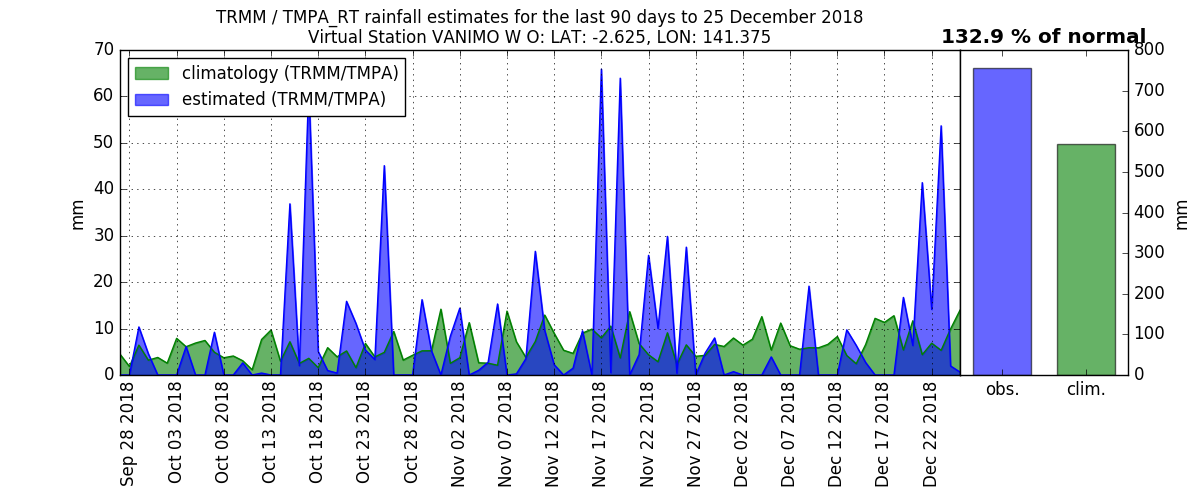 TRMM / TMPA_RT rainfall estimates for the last 90 days to 25 December 2018
Virtual Station VANIMO W O: LAT: -2.625, LON: 141.375
132.9 % of normal
climatology (TRMM/TMPA)
estimated (TRMM/TMPA)
70
60
50
40
30
20
10
0
mm
Sep 28 2018
Oct 03 2018
Oct 08 2018
Oct 13 2018
Oct 18 2018
Oct 23 2018
Oct 28 2018
Nov 02 2018
Nov 07 2018
Nov 12 2018
Nov 17 2018
Nov 22 2018
Nov 27 2018
Dec 02 2018
Dec 07 2018
Dec 12 2018
Dec 17 2018
Dec 22 2018
obs.
clim.
800
700
600
500
400
300
200
100
0
mm